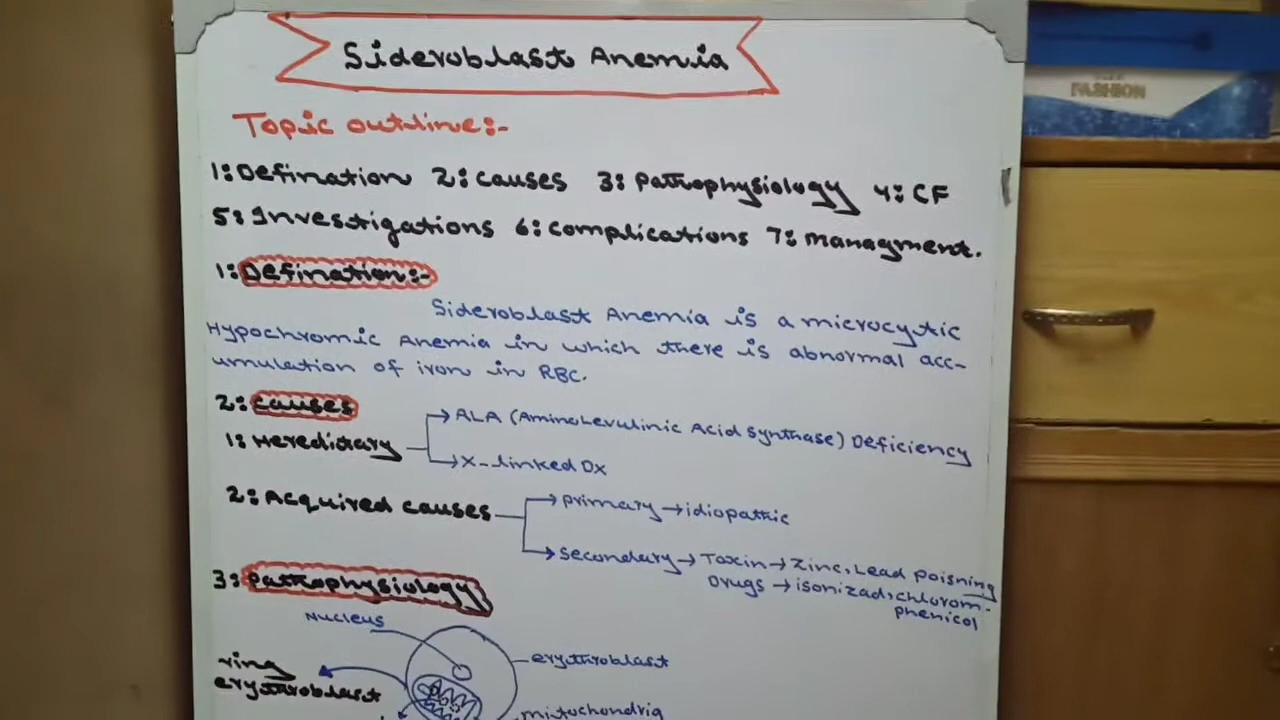 Sideroblast Anemia
Topic outline:-
1: Defination 2: causes 3: pathophysiology 4: CF
5: Investigations 6: complications 7: managment.
1: Defination:-
Sideroblast Anemia is a microcytic
Hypochromic Anemia in which there is abnormal acc-
umulation of iron in RBC.
2: causes
1: Herediatary → ALA (AminoLevulinic Acid synthase) Deficiency
→ X-linked Dx
2: Acquired causes → primary → idiopathic
→ secondary → Toxin → Zinc, Lead poisning
Drugs → isonizad, chloram-
phenicol
3: pathophysiology
Nucleus
ring
erythroblast
erythroblast
mitochondria
FASHION